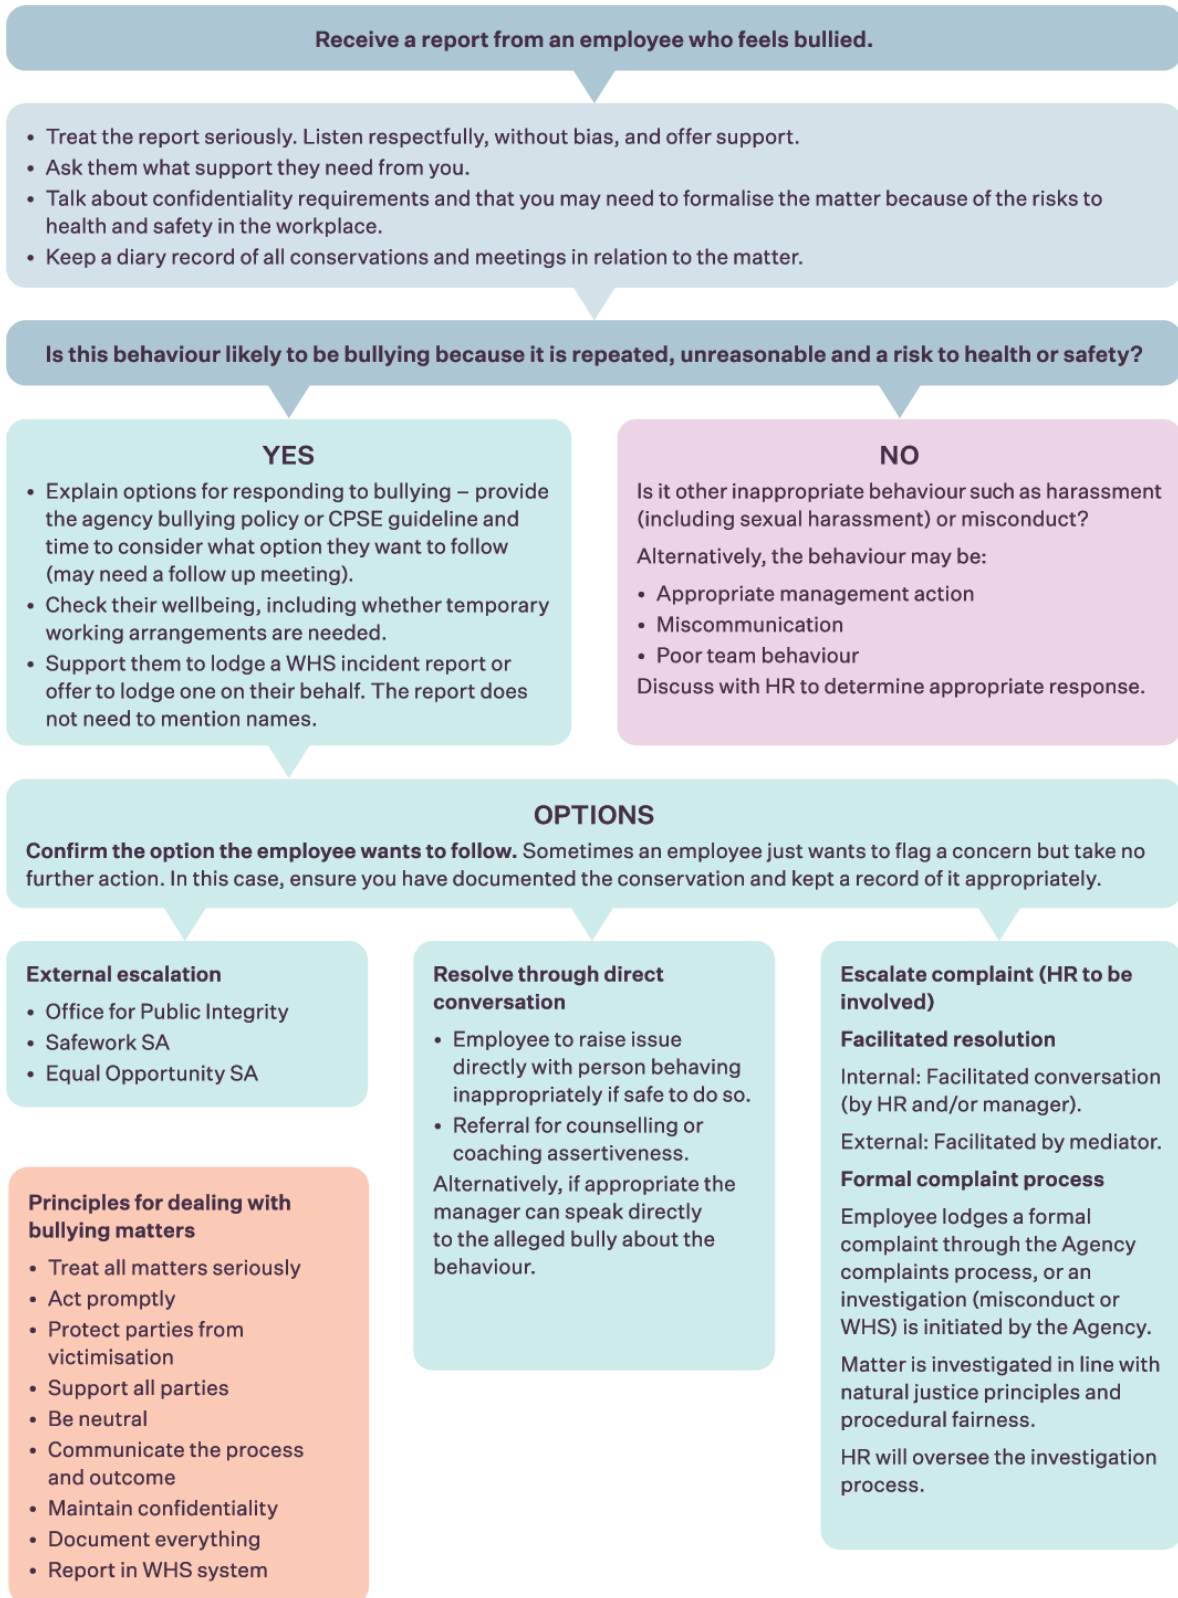 Receive a report from an employee who feels bullied.
• Treat the report seriously. Listen respectfully, without bias, and offer support.
• Ask them what support they need from you.
• Talk about confidentiality requirements and that you may need to formalise the matter because of the risks to
health and safety in the workplace.
• Keep a diary record of all conservations and meetings in relation to the matter.
Is this behaviour likely to be bullying because it is repeated, unreasonable and a risk to health or safety?
YES
• Explain options for responding to bullying – provide
the agency bullying policy or CPSE guideline and
time to consider what option they want to follow
(may need a follow up meeting).
• Check their wellbeing, including whether temporary
working arrangements are needed.
• Support them to lodge a WHS incident report or
offer to lodge one on their behalf. The report does
not need to mention names.
NO
Is it other inappropriate behaviour such as harassment
(including sexual harassment) or misconduct?
Alternatively, the behaviour may be:
• Appropriate management action
• Miscommunication
• Poor team behaviour
Discuss with HR to determine appropriate response.
OPTIONS
Confirm the option the employee wants to follow. Sometimes an employee just wants to flag a concern but take no
further action. In this case, ensure you have documented the conservation and kept a record of it appropriately.
External escalation
• Office for Public Integrity
• Safework SA
• Equal Opportunity SA
Resolve through direct
conversation
• Employee to raise issue
directly with person behaving
inappropriately if safe to do so.
• Referral for counselling or
coaching assertiveness.
Alternatively, if appropriate the
manager can speak directly
to the alleged bully about the
behaviour.
Escalate complaint (HR to be
involved)
Facilitated resolution
Internal: Facilitated conversation
(by HR and/or manager).
External: Facilitated by mediator.
Formal complaint process
Employee lodges a formal
complaint through the Agency
complaints process, or an
investigation (misconduct or
WHS) is initiated by the Agency.
Matter is investigated in line with
natural justice principles and
procedural fairness.
HR will oversee the investigation
process.
Principles for dealing with
bullying matters
• Treat all matters seriously
• Act promptly
• Protect parties from
victimisation
• Support all parties
• Be neutral
• Communicate the process
and outcome
• Maintain confidentiality
• Document everything
• Report in WHS system